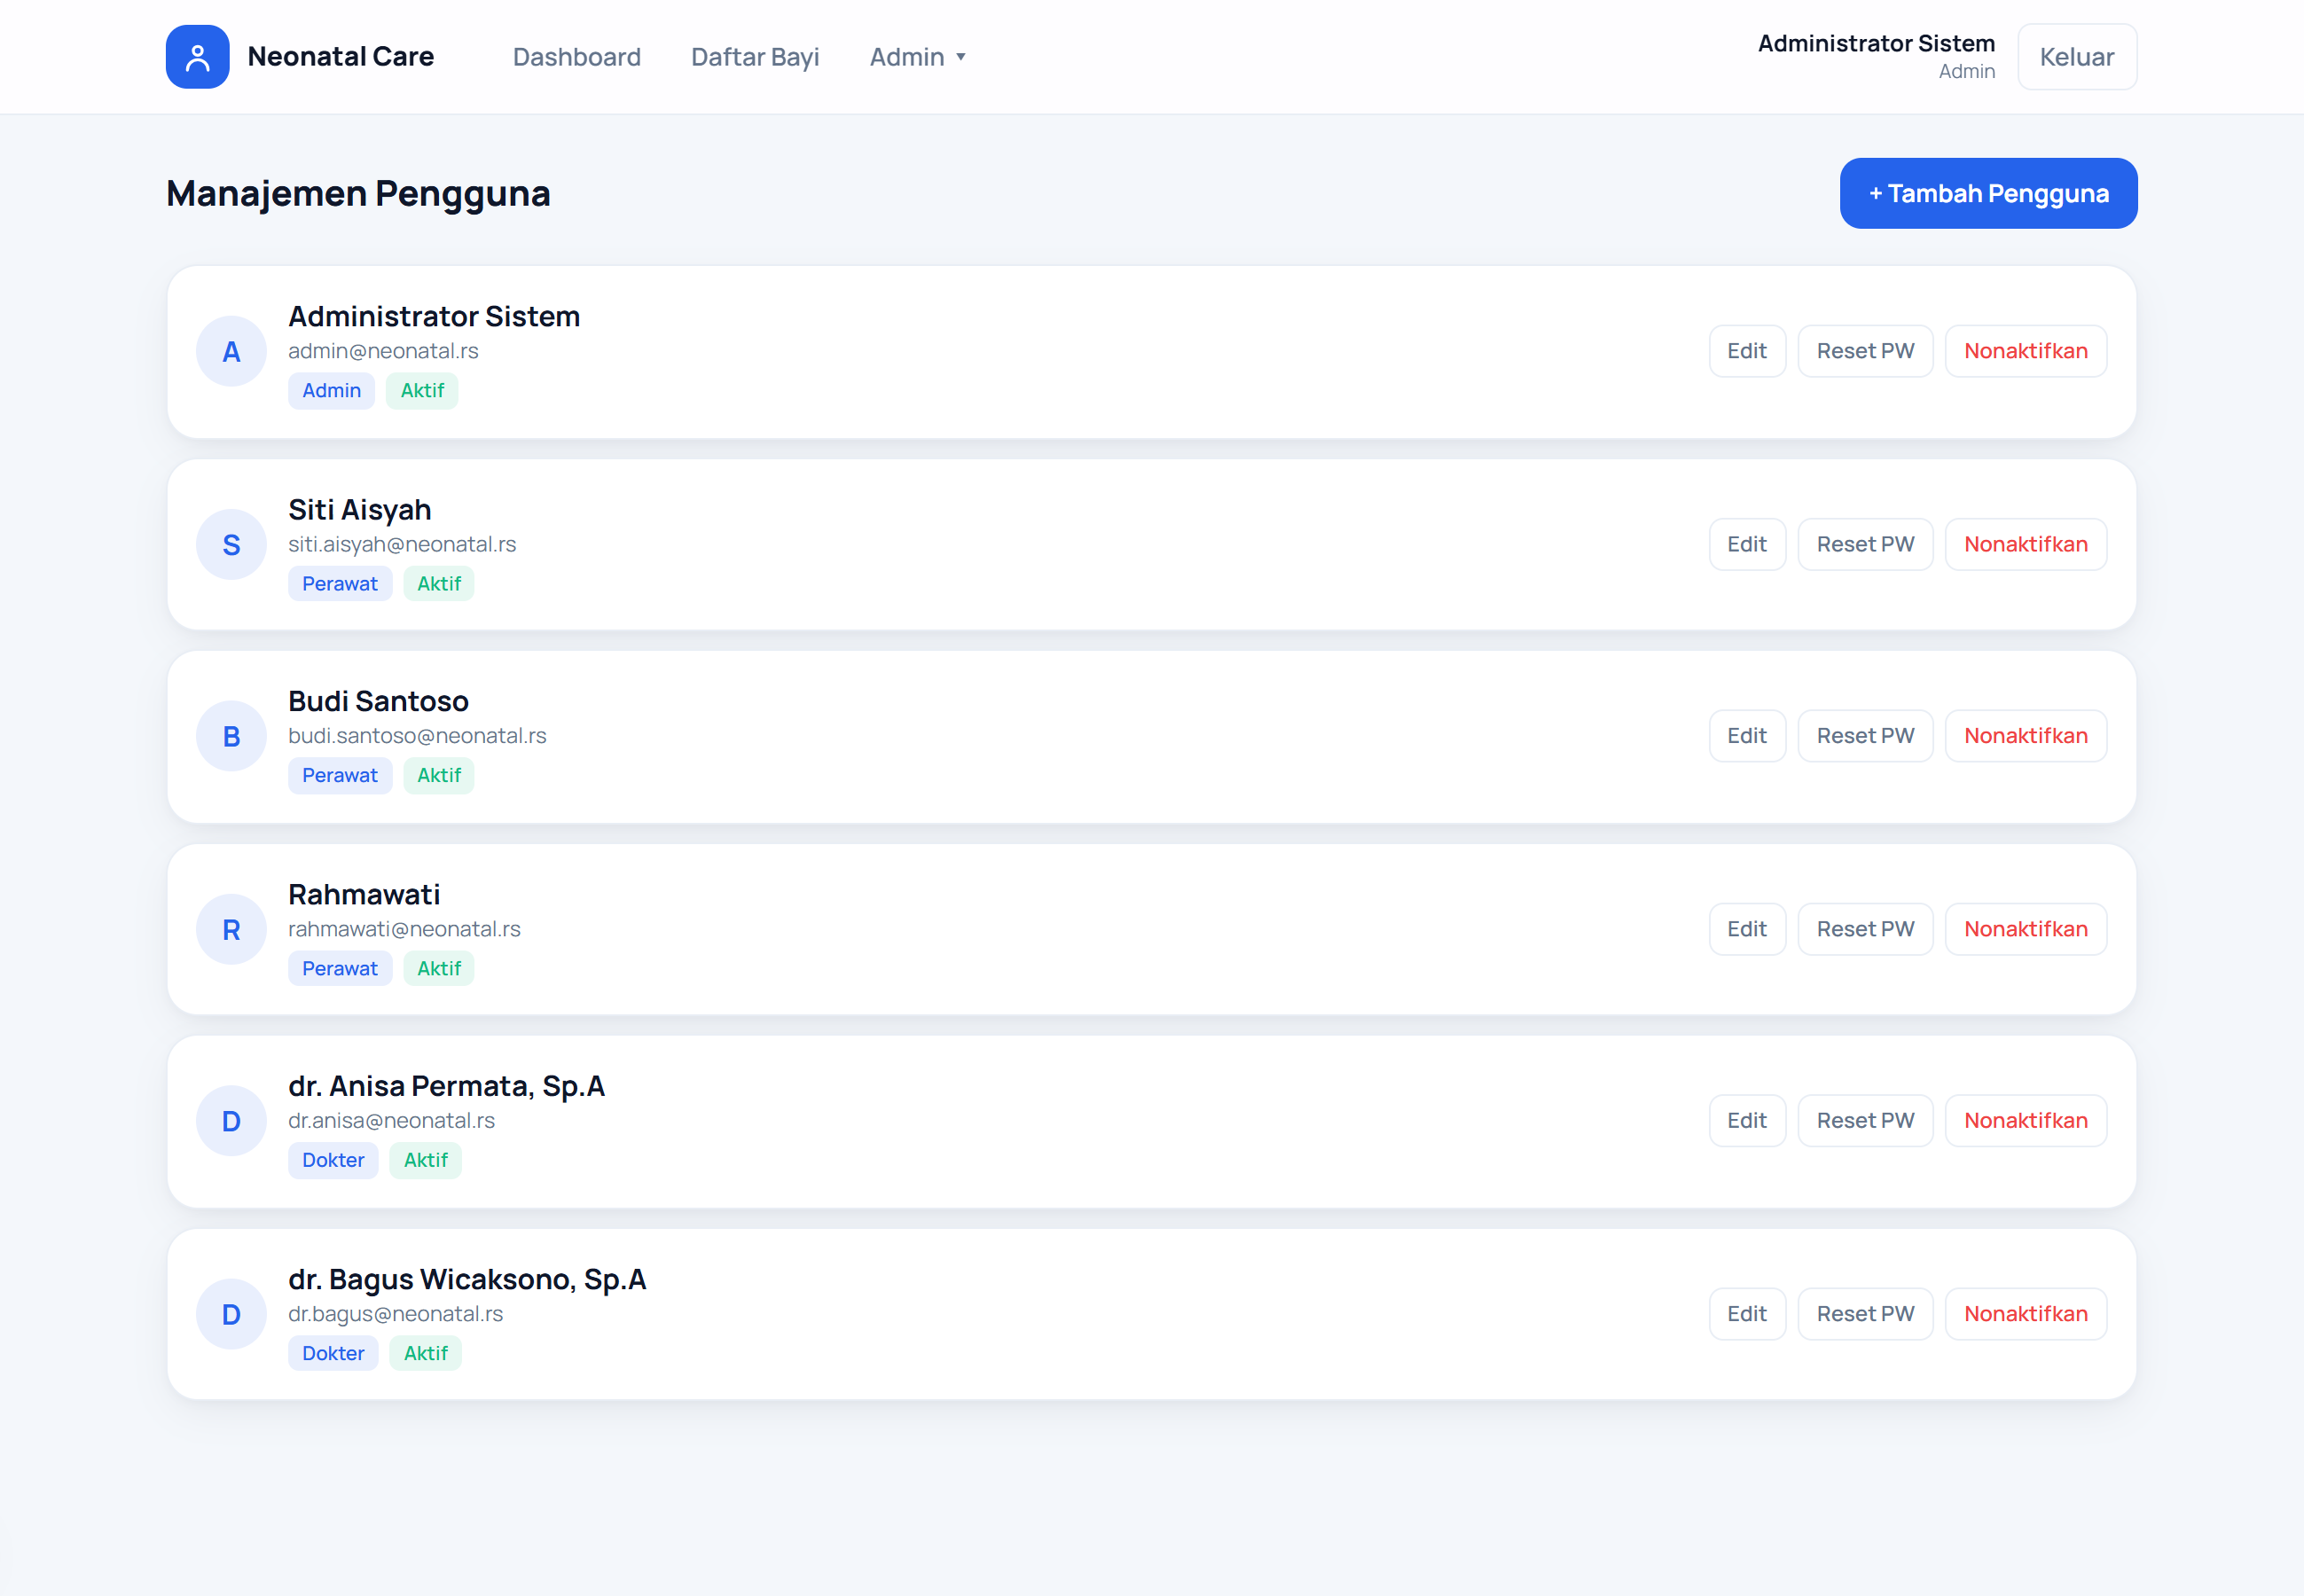 Neonatal Care
Dashboard
Daftar Bayi
Admin
Administrator Sistem
Admin
Keluar
Manajemen Pengguna
+ Tambah Pengguna
A
Administrator Sistem
admin@neonatal.rs
Admin
Aktif
Edit
Reset PW
Nonaktifkan
S
Siti Aisyah
siti.aisyah@neonatal.rs
Perawat
Aktif
Edit
Reset PW
Nonaktifkan
B
Budi Santoso
budi.santoso@neonatal.rs
Perawat
Aktif
Edit
Reset PW
Nonaktifkan
R
Rahmawati
rahmawati@neonatal.rs
Perawat
Aktif
Edit
Reset PW
Nonaktifkan
D
dr. Anisa Permata, Sp.A
dr.anisa@neonatal.rs
Dokter
Aktif
Edit
Reset PW
Nonaktifkan
D
dr. Bagus Wicaksono, Sp.A
dr.bagus@neonatal.rs
Dokter
Aktif
Edit
Reset PW
Nonaktifkan